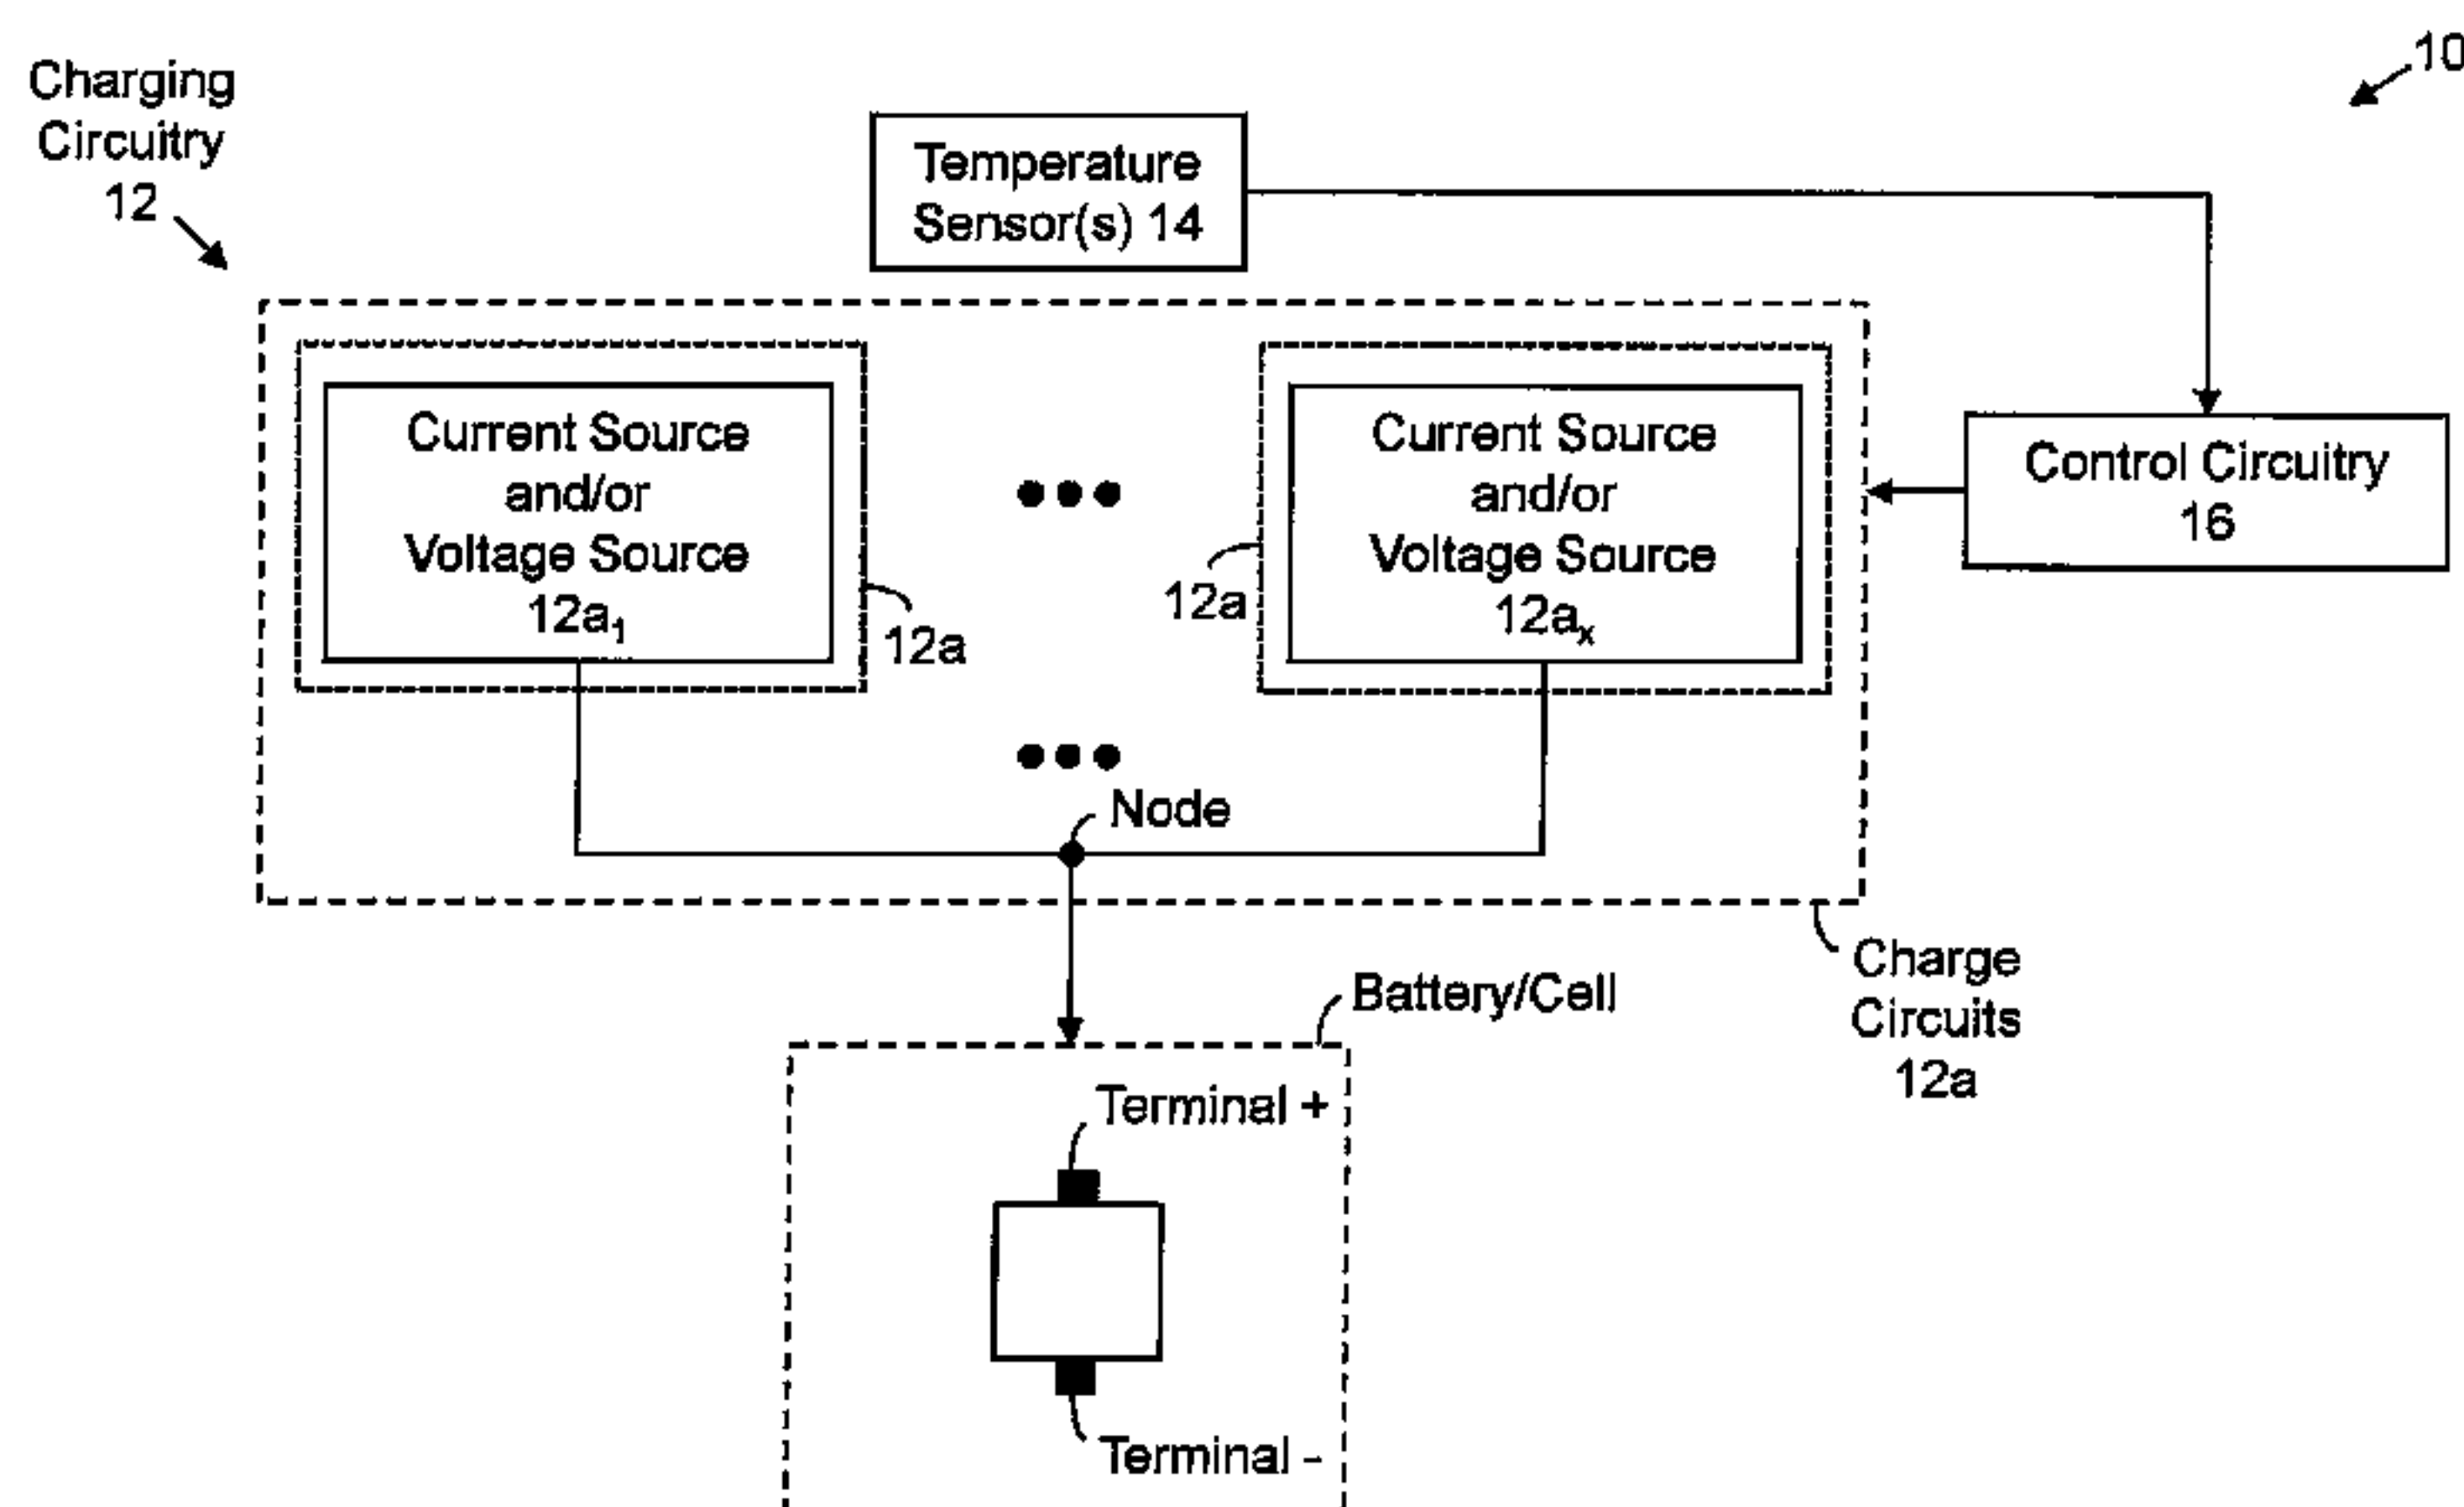 10
Charging
Circuitry
12
Temperature
Sensor(s) 14
Current Source
and/or
Voltage Source
12a₁
12a
Current Source
and/or
Voltage Source
12aₓ
12a
Control Circuitry
16
Node
Charge
Circuits
12a
Battery/Cell
Terminal +
Terminal -